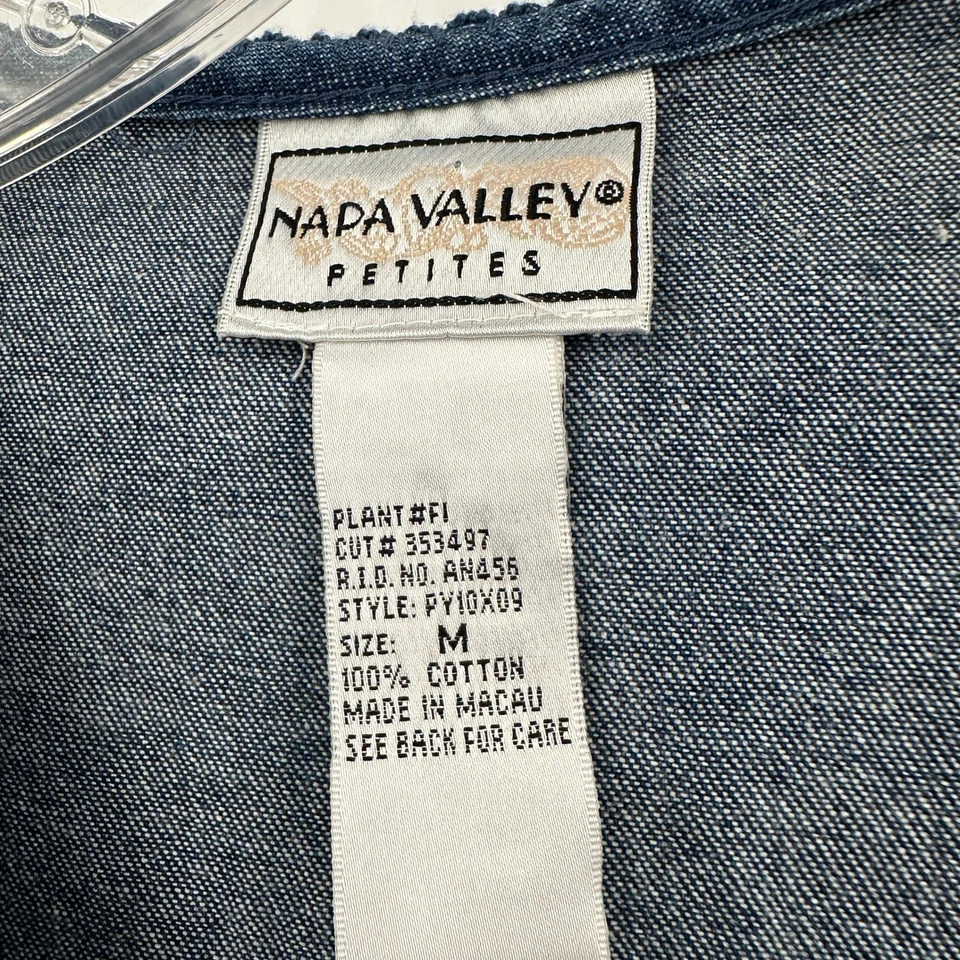 NAPA VALLEY®
PETITES
PLANT#FI
CUT# 353497
R.I.D. NO. AN456
STYLE: PY10X09
SIZE: M
100% COTTON
MADE IN MACAU
SEE BACK FOR CARE